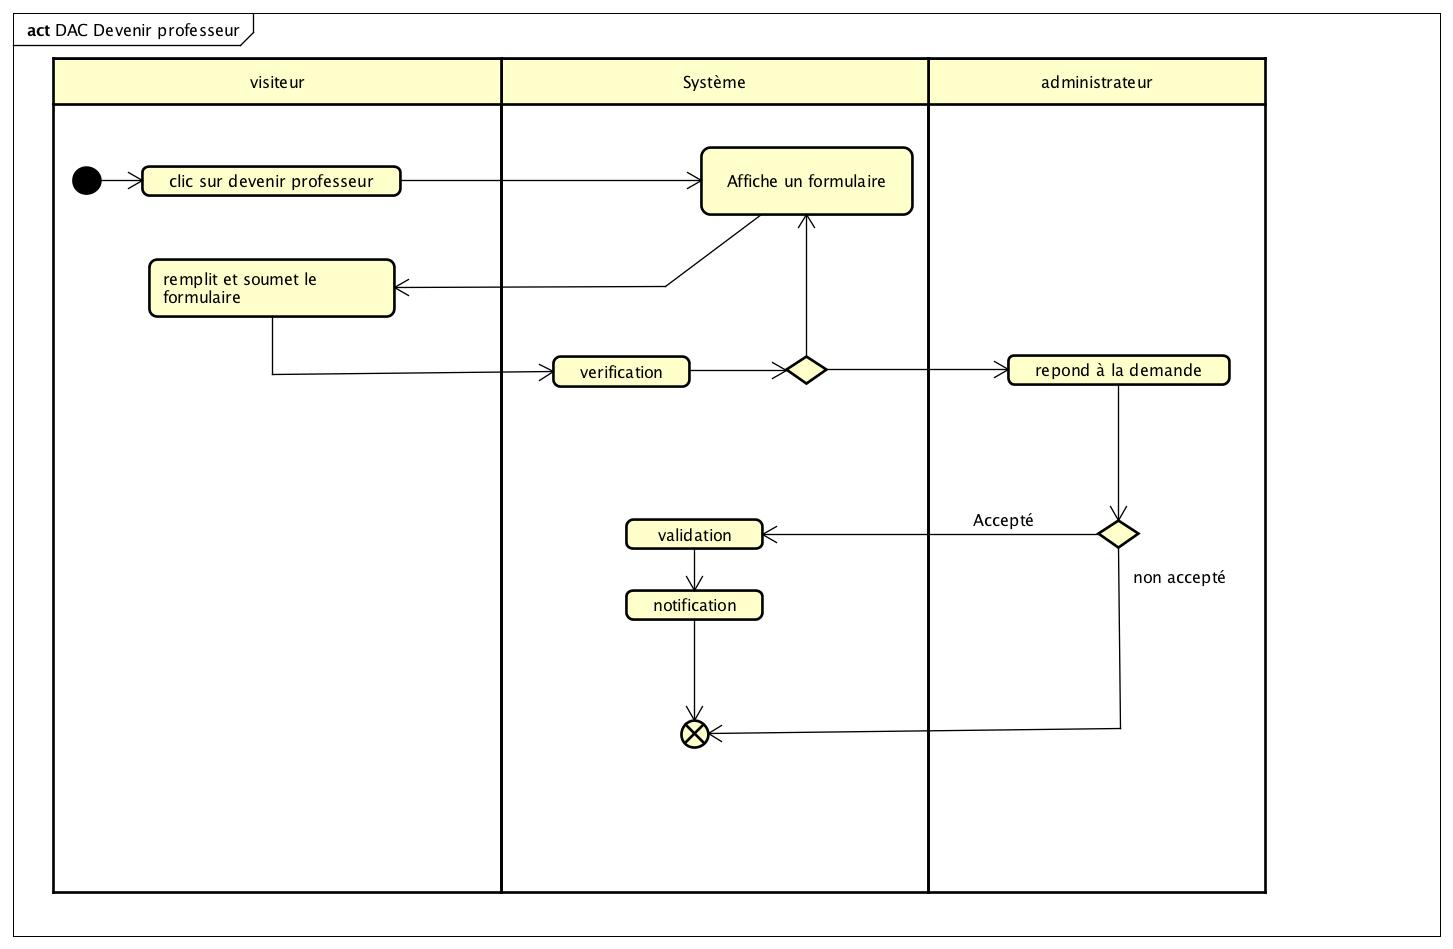 act DAC Devenir professeur
visiteur
Système
administrateur
clic sur devenir professeur
Affiche un formulaire
remplit et soumet le
formulaire
verification
repond à la demande
Accepté
validation
non accepté
notification